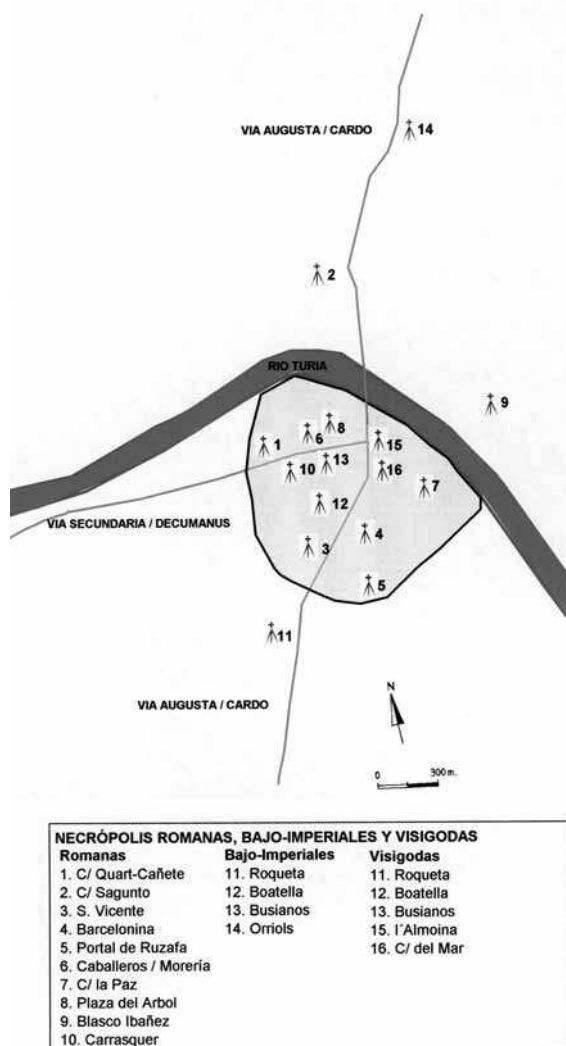 VIA AUGUSTA / CARDO
14
2
RIO TURIA
9
8
6
1
15
13
10
16
7
12
VIA SECUNDARIA / DECUMANUS
4
3
5
11
N
VIA AUGUSTA / CARDO
0 300 m.
NECRÓPOLIS ROMANAS, BAJO-IMPERIALES Y VISIGODAS
Romanas
1. C/ Quart-Cañete
2. C/ Sagunto
3. S. Vicente
4. Barcelonina
5. Portal de Ruzafa
6. Caballeros / Morería
7. C/ la Paz
8. Plaza del Arbol
9. Blasco Ibañez
10. Carrasquer
Bajo-Imperiales
11. Roqueta
12. Boatella
13. Busianos
14. Orriols
Visigodas
11. Roqueta
12. Boatella
13. Busianos
15. l´Almoina
16. C/ del Mar